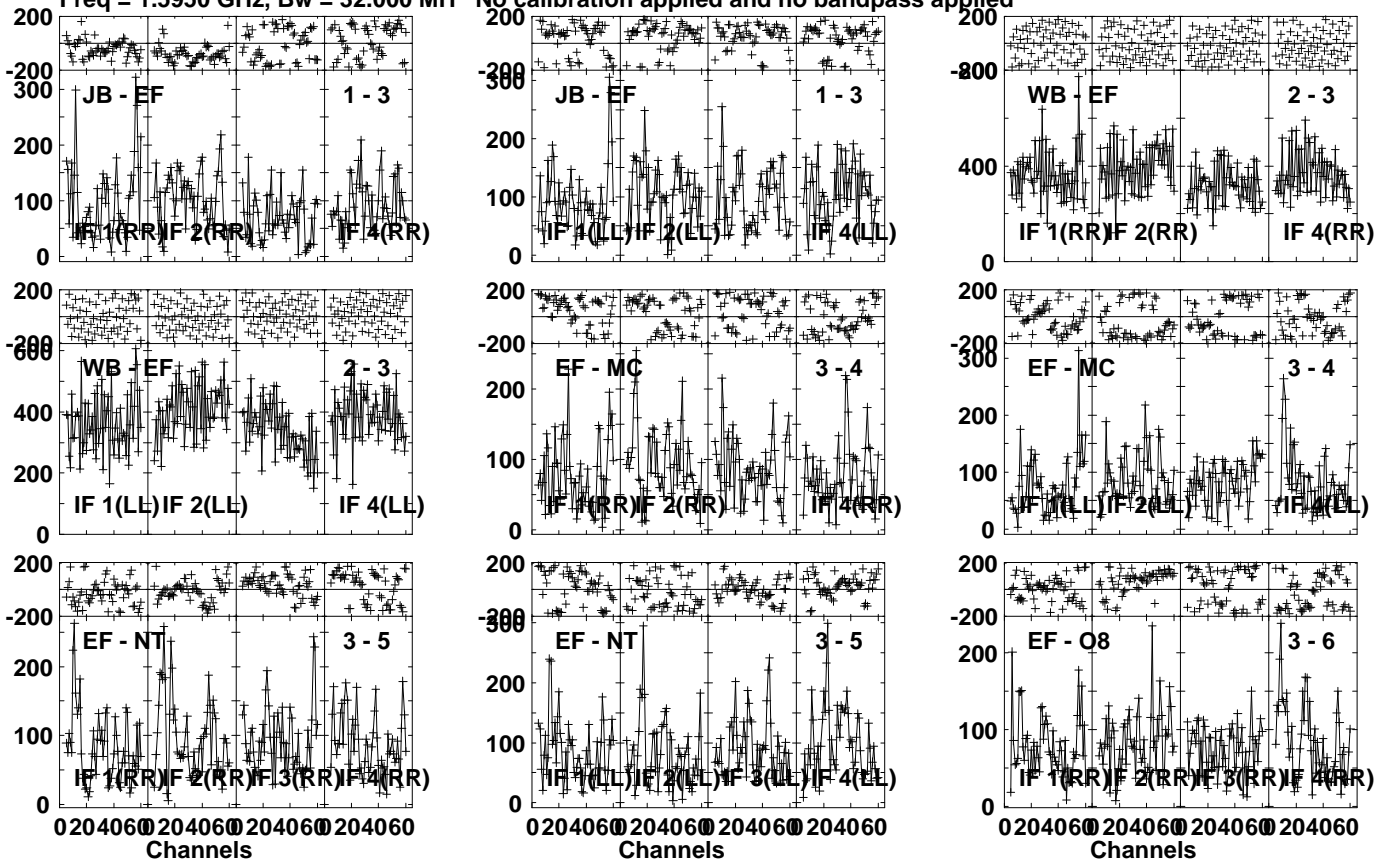 Freq = 1.5950 GHz, Bw = 32.000 MH No calibration applied and no bandpass applied
200 200 200
-200 -200 -200
300 300 800
JB - EF 1 - 3 JB - EF 1 - 3 WB - EF 2 - 3
200 200
400
100 100
IF 1(RR) IF 2(RR) IF 4(RR) IF 1(LL) IF 2(LL) IF 4(LL) IF 1(RR) IF 2(RR) IF 4(RR)
0 0 0
200 200 200
-200 -200 -200
600 300
WB - EF 2 - 3 EF - MC 3 - 4 EF - MC 3 - 4
400 200 200
200 100 100
IF 1(LL) IF 2(LL) IF 4(LL) IF 1(RR) IF 2(RR) IF 4(RR) IF 1(LL) IF 2(LL) IF 4(LL)
0 0 0
200 200 200
-200 -200 -200
300
EF - NT 3 - 5 EF - NT 3 - 5 EF - O8 3 - 6
200 200 200
100 100 100
IF 1(RR) IF 2(RR) IF 3(RR) IF 4(RR) IF 1(LL) IF 2(LL) IF 3(LL) IF 4(LL) IF 1(RR) IF 2(RR) IF 3(RR) IF 4(RR)
0 0 0
0 20 40 60 0 20 40 60 0 20 40 60 0 20 40 60 0 20 40 60 0 20 40 60 0 20 40 60 0 20 40 60 0 20 40 60 0 20 40 60 0 20 40 60 0 20 40 60
Channels Channels Channels